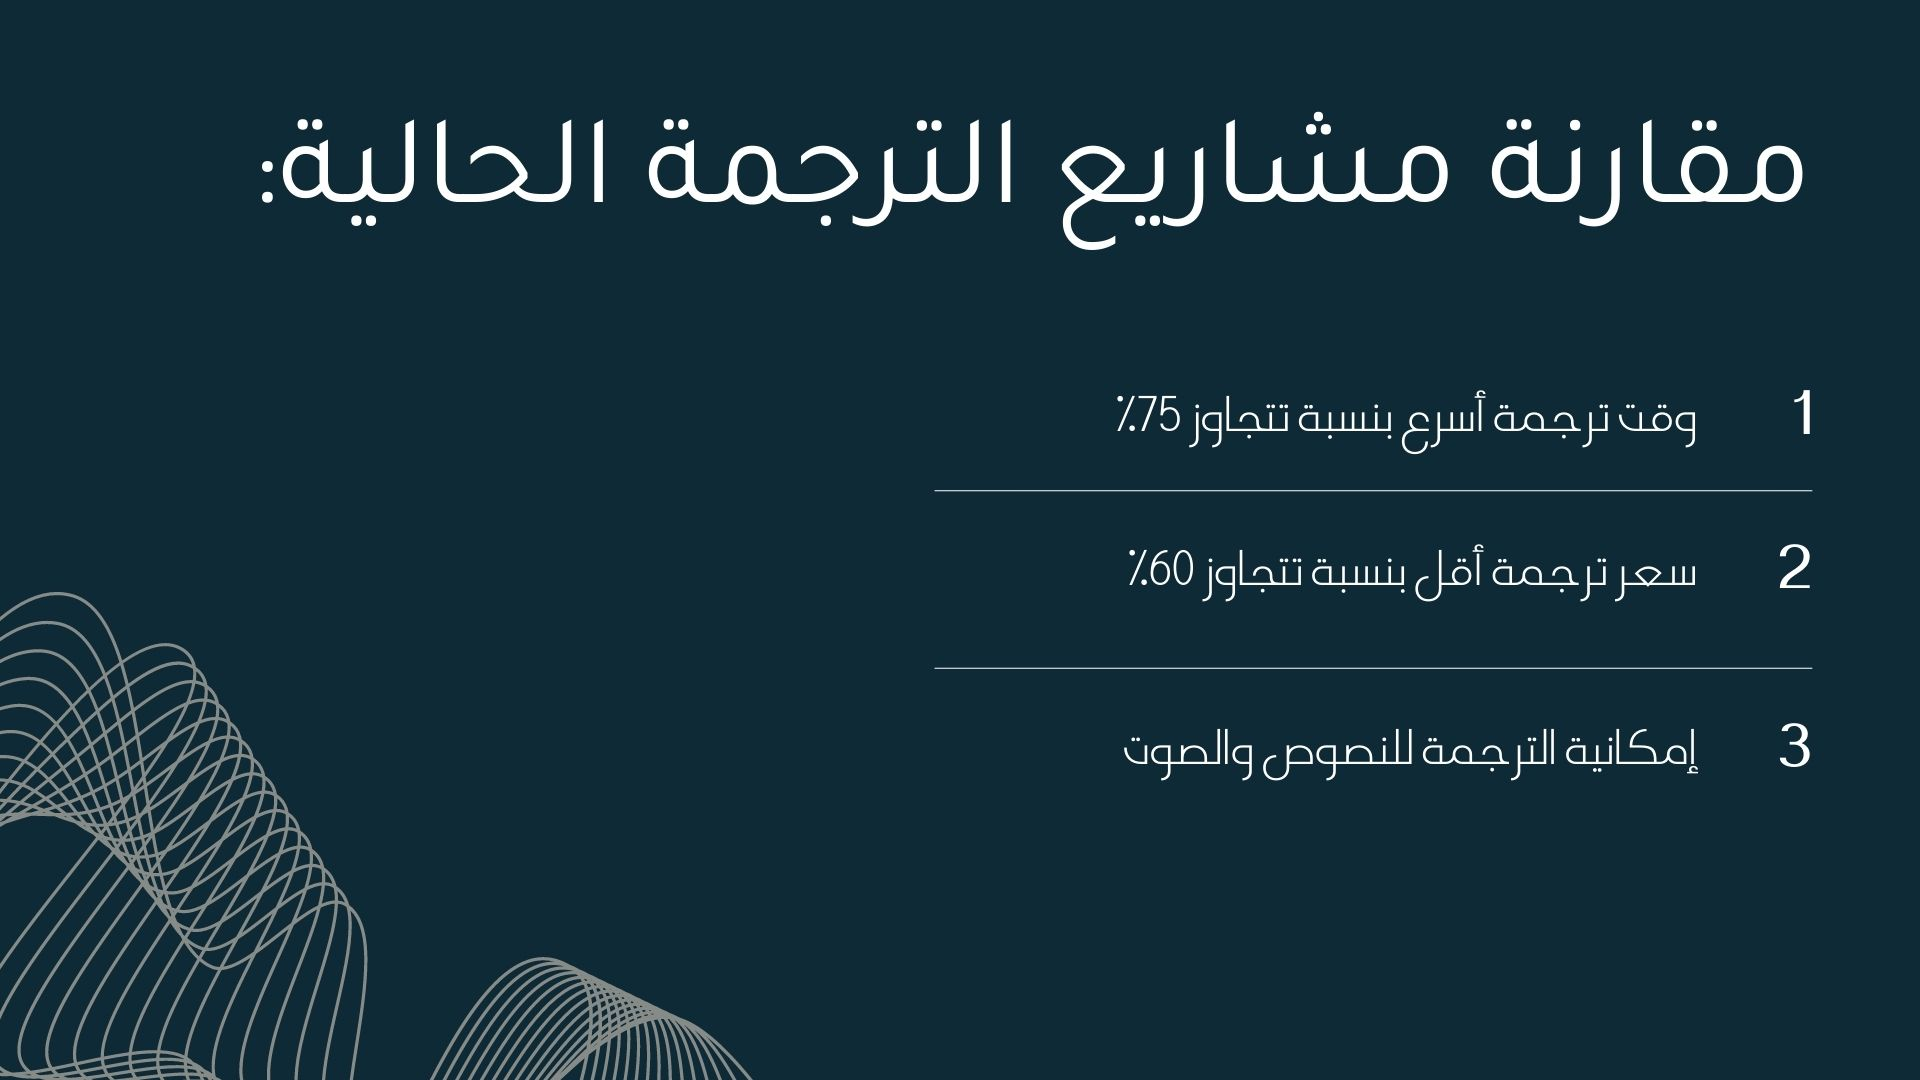 مقارنة مشاريع الترجمة الحالية:
1 وقت ترجمة أسرع بنسبة تتجاوز 75٪
2 سعر ترجمة أقل بنسبة تتجاوز 60٪
3 إمكانية الترجمة للنصوص والصوت